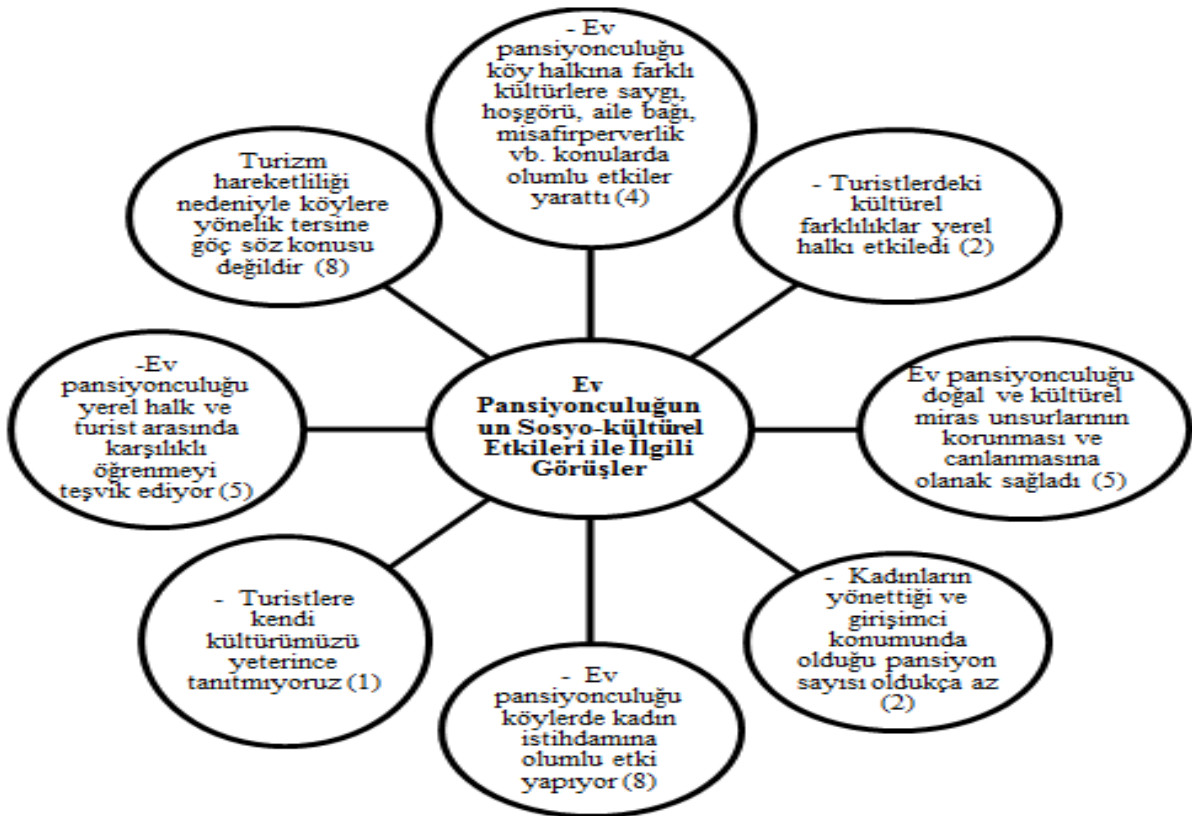 - Ev
pansiyonculuğu
köy halkına farklı
kültürlere saygı,
hoşgörü, aile bağı,
misafirperverlik
vb. konularda
olumlu etkiler
yarattı (4)
- Turistlerdeki
kültürel
farklılıklar yerel
halkı etkiledi (2)
Ev pansiyonculuğu
doğal ve kültürel
miras unsurlarının
korunması ve
canlanmasına
olanak sağladı (5)
- Kadınların
yönettiği ve
girişimci
konumunda
olduğu pansiyon
sayısı oldukça az
(2)
- Ev
pansiyonculuğu
köylerde kadın
istihdamına
olumlu etki
yapıyor (8)
- Turistlere
kendi
kültürümüzü
yeterince
tanıtmıyoruz (1)
-Ev
pansiyonculuğu
yerel halk ve
turist arasında
karşılıklı
öğrenmeyi
teşvik ediyor (5)
Turizm
hareketliliği
nedeniyle köylere
yönelik tersine
göç söz konusu
değildir (8)
Ev
Pansiyonculuğun
un Sosyo-kültürel
Etkileri ile İlgili
Görüşler